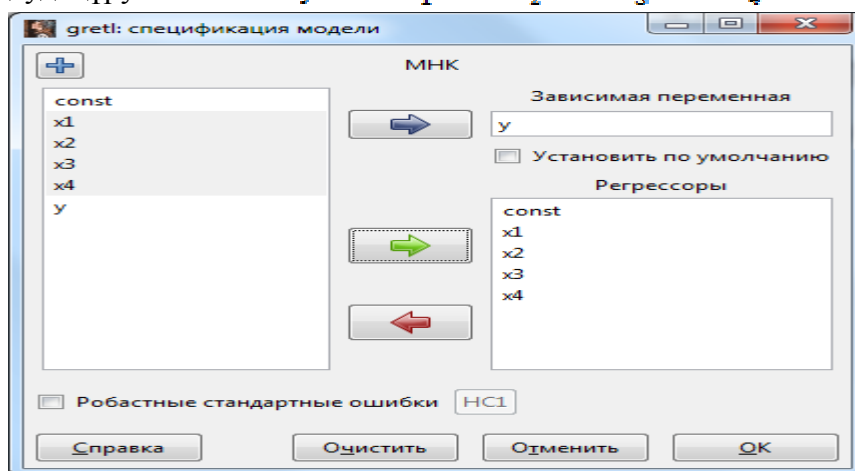 gretl: спецификация модели
МНК
const
x1
x2
x3
x4
y
Зависимая переменная
y
Установить по умолчанию
Регрессоры
const
x1
x2
x3
x4
Робастные стандартные ошибки HC1
Справка
Очистить
Отменить
OK